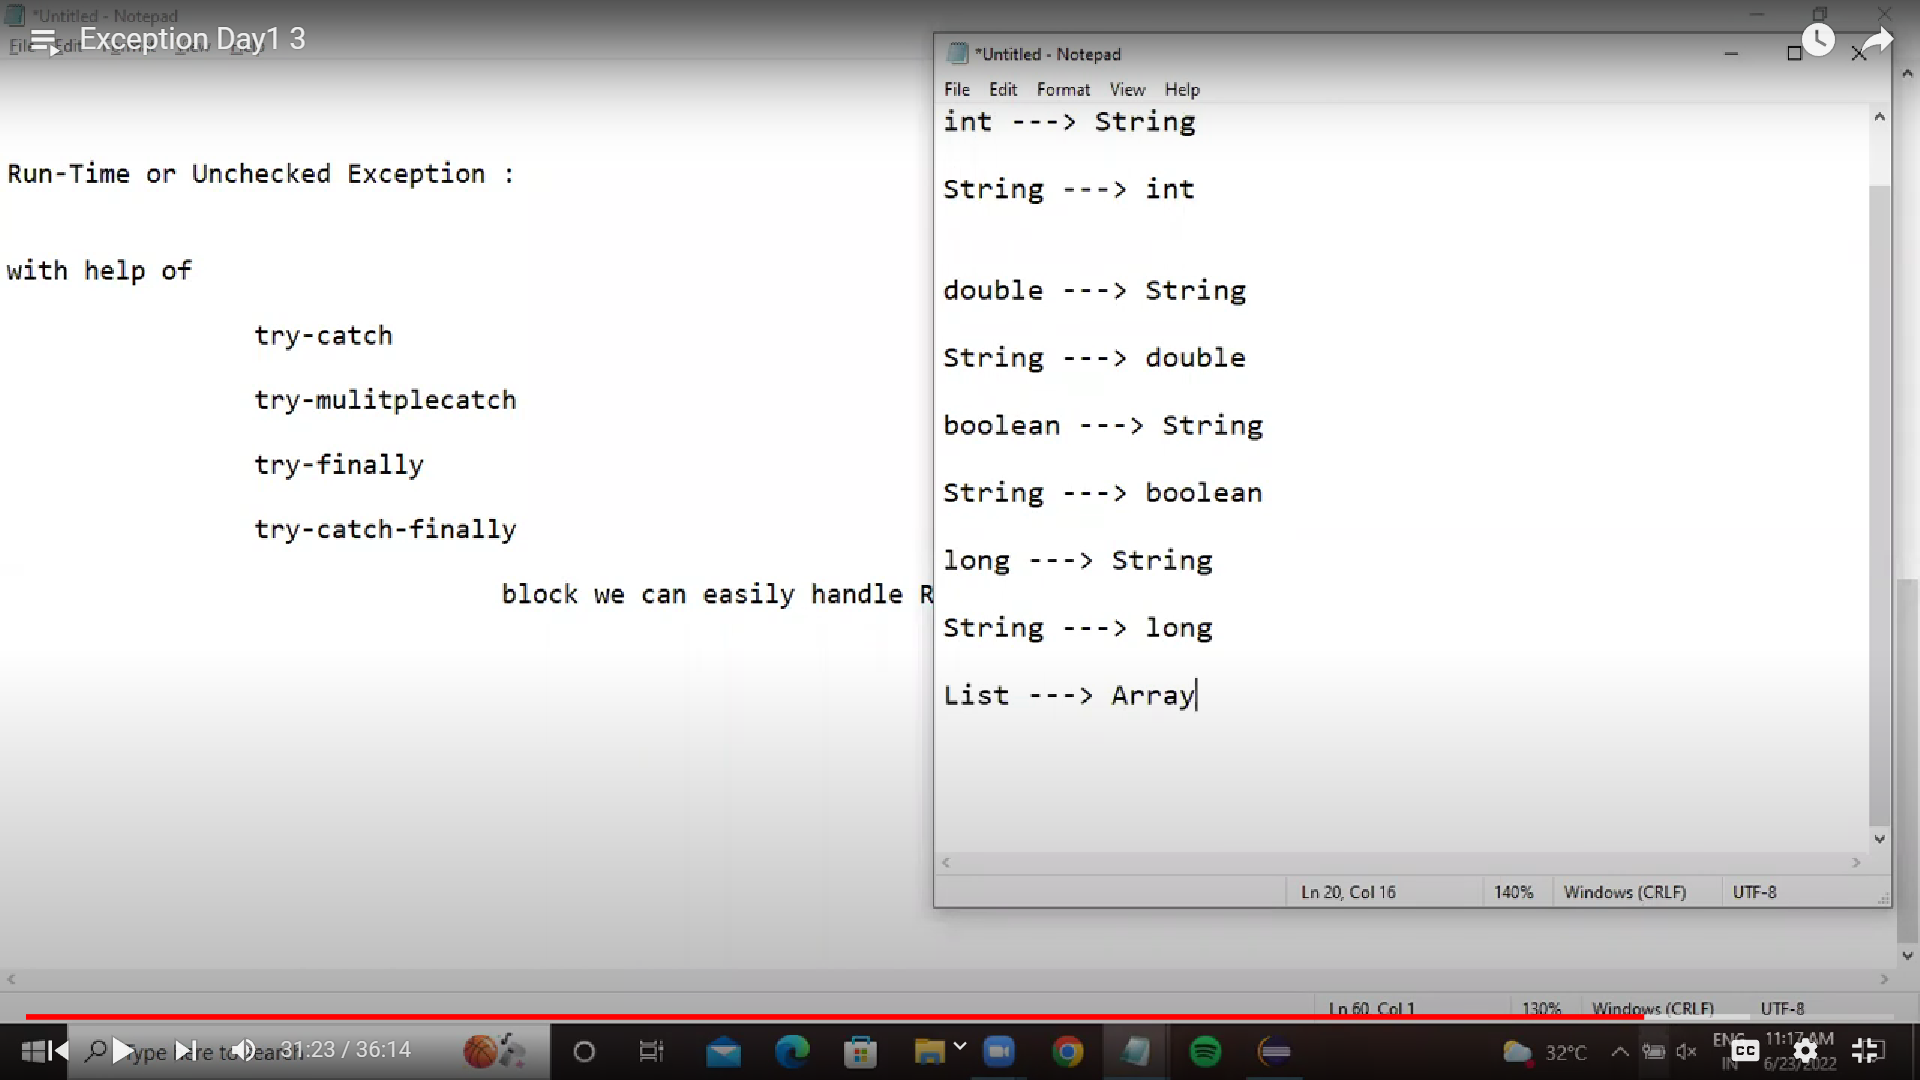 *Untitled - Notepad
Exception Day1 3
Run-Time or Unchecked Exception :
with help of
try-catch
try-mulitplecatch
try-finally
try-catch-finally
block we can easily handle R
*Untitled - Notepad
File Edit Format View Help
int ---> String
String ---> int
double ---> String
String ---> double
boolean ---> String
String ---> boolean
long ---> String
String ---> long
List ---> Array
Ln 20, Col 16 140% Windows (CRLF) UTF-8
Ln 60, Col 1 130% Windows (CRLF) UTF-8
Type here to search
31:23 / 36:14
32°C
ENG
IN
CC
11:17 AM
6/23/2022